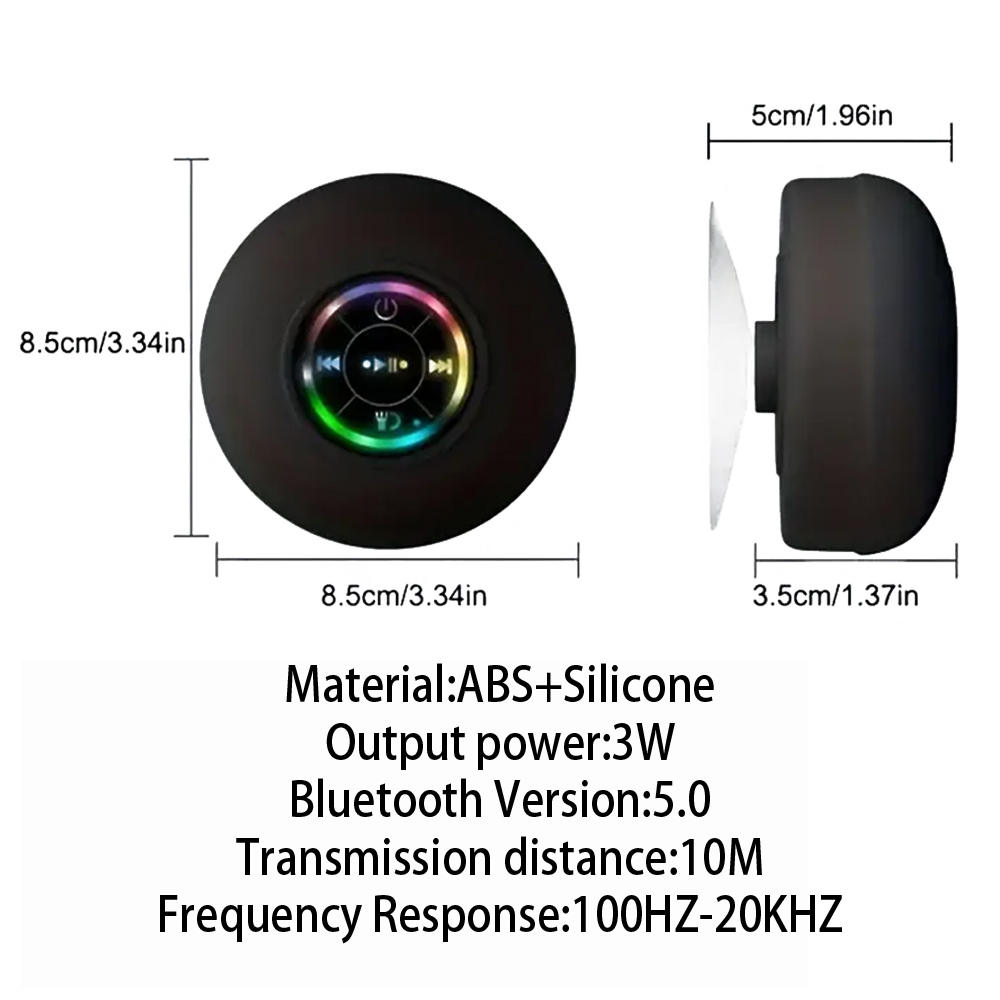 5cm/1.96in
8.5cm/3.34in
8.5cm/3.34in
3.5cm/1.37in
Material:ABS+Silicone
Output power:3W
Bluetooth Version:5.0
Transmission distance:10M
Frequency Response:100HZ-20KHZ